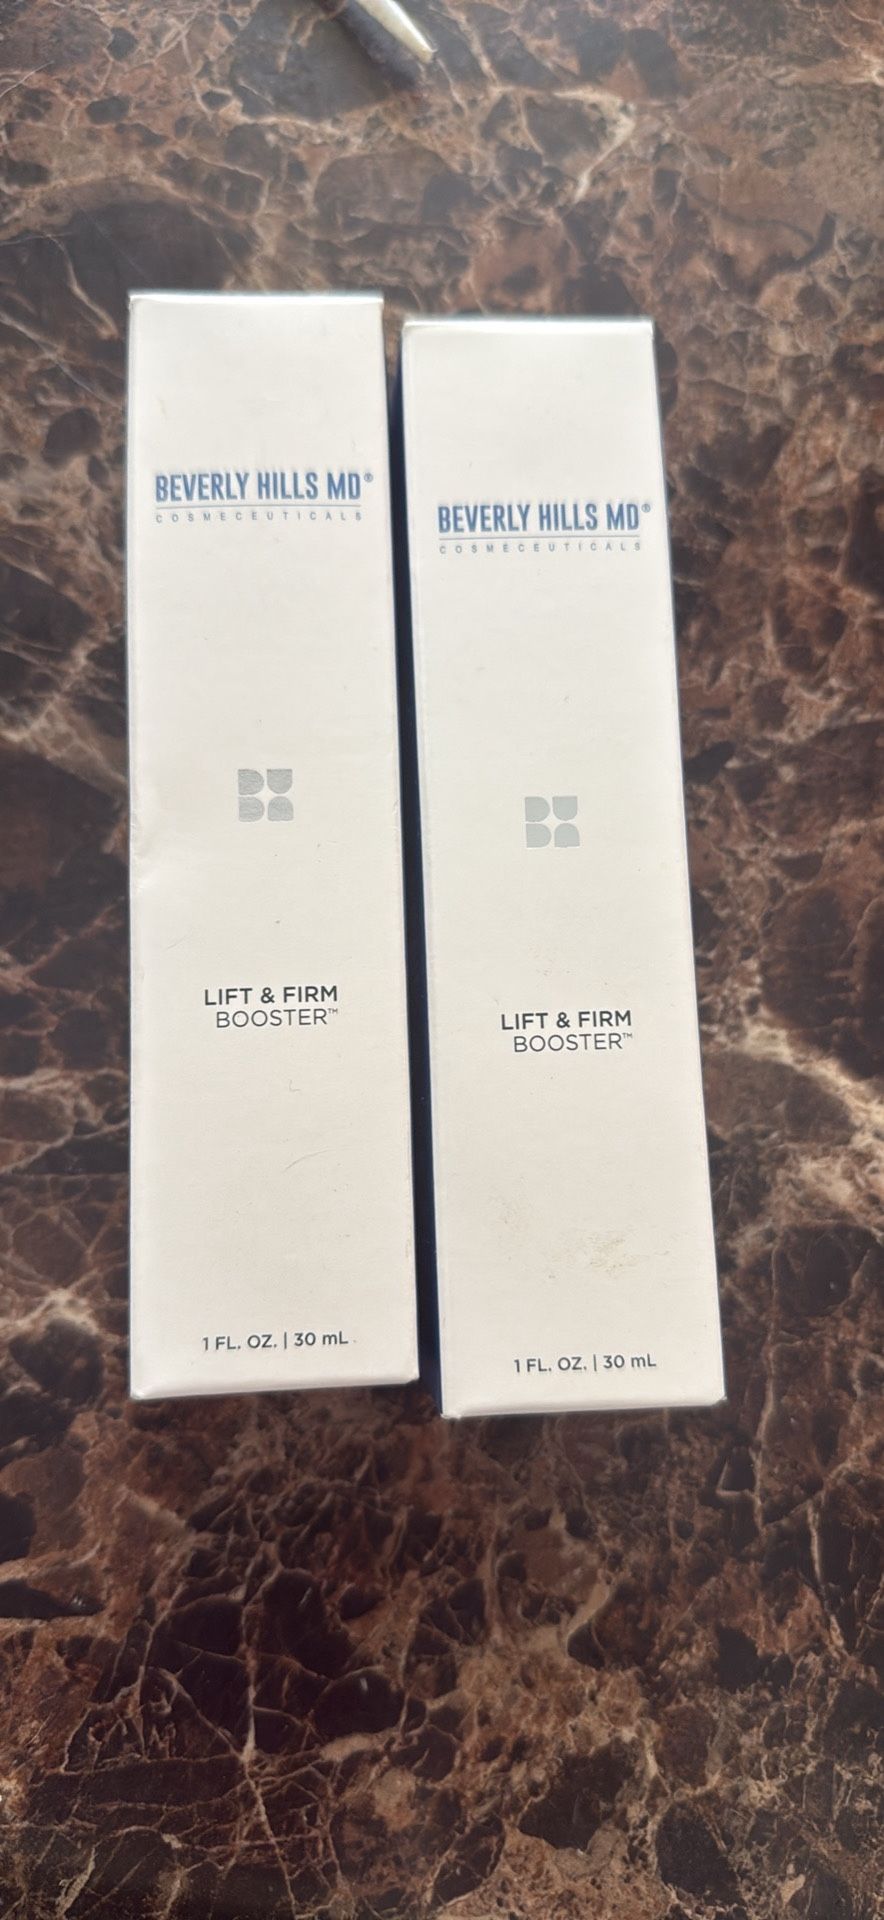 BEVERLY HILLS MD®
COSMECEUTICALS
LIFT & FIRM
BOOSTER™
1 FL. OZ. | 30 mL
BEVERLY HILLS MD®
COSMECEUTICALS
LIFT & FIRM
BOOSTER™
1 FL. OZ. | 30 mL